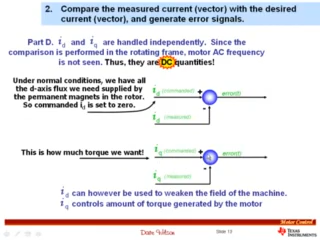 2. Compare the measured current (vector) with the desired
current (vector), and generate error signals.
Part D. id and iq are handled independently. Since the
comparison is performed in the rotating frame, motor AC frequency
is not seen. Thus, they are DC quantities!
Under normal conditions, we have all
the d-axis flux we need supplied by
the permanent magnets in the rotor.
So commanded id is set to zero.
id (commanded) + error(t)
-
id (measured)
This is how much torque we want!
iq (commanded) + error(t)
-
iq (measured)
id can however be used to weaken the field of the machine.
iq controls amount of torque generated by the motor
Motor Control
Dave Wilson
Slide 13
TEXAS
INSTRUMENTS